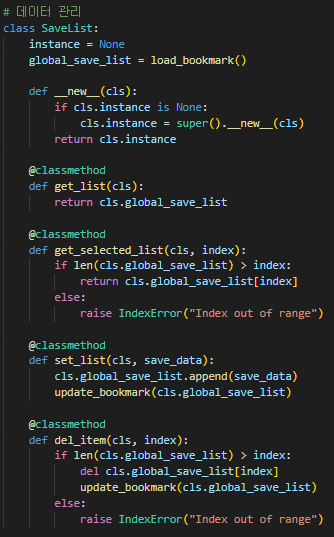 # 데이터 관리
class SaveList:
    instance = None
    global_save_list = load_bookmark()

    def __new__(cls):
        if cls.instance is None:
            cls.instance = super().__new__(cls)
        return cls.instance

    @classmethod
    def get_list(cls):
        return cls.global_save_list

    @classmethod
    def get_selected_list(cls, index):
        if len(cls.global_save_list) > index:
            return cls.global_save_list[index]
        else:
            raise IndexError("Index out of range")

    @classmethod
    def set_list(cls, save_data):
        cls.global_save_list.append(save_data)
        update_bookmark(cls.global_save_list)

    @classmethod
    def del_item(cls, index):
        if len(cls.global_save_list) > index:
            del cls.global_save_list[index]
            update_bookmark(cls.global_save_list)
        else:
            raise IndexError("Index out of range")